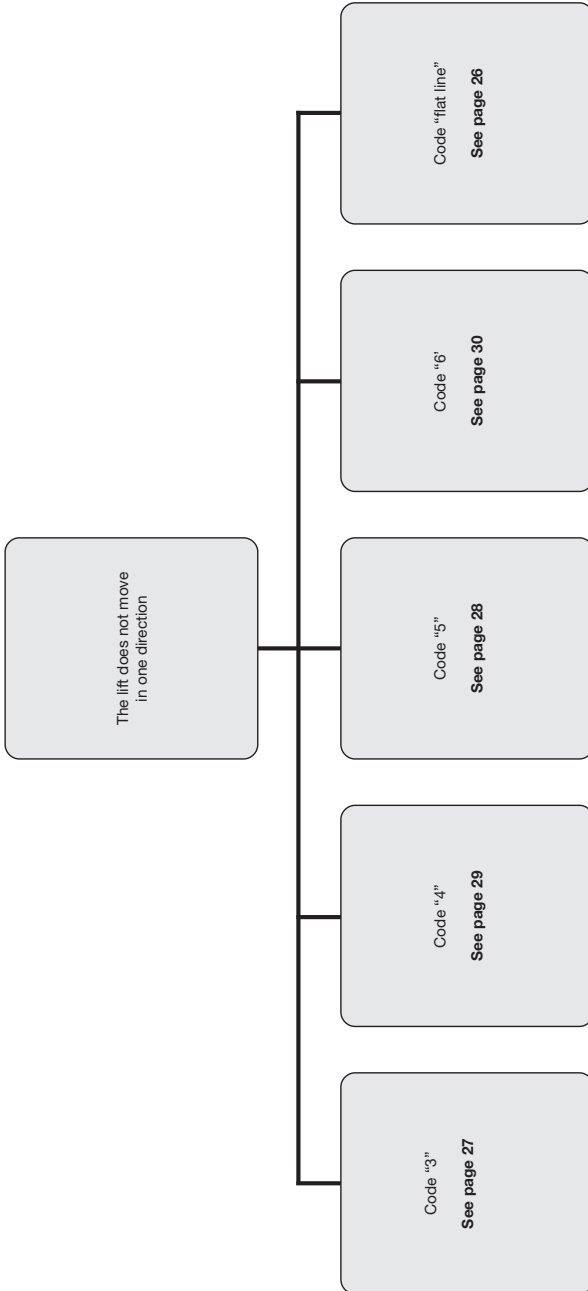 The lift does not move
in one direction
Code “3”
See page 27
Code “4”
See page 29
Code “5”
See page 28
Code “6‘
See page 30
Code “flat line”
See page 26